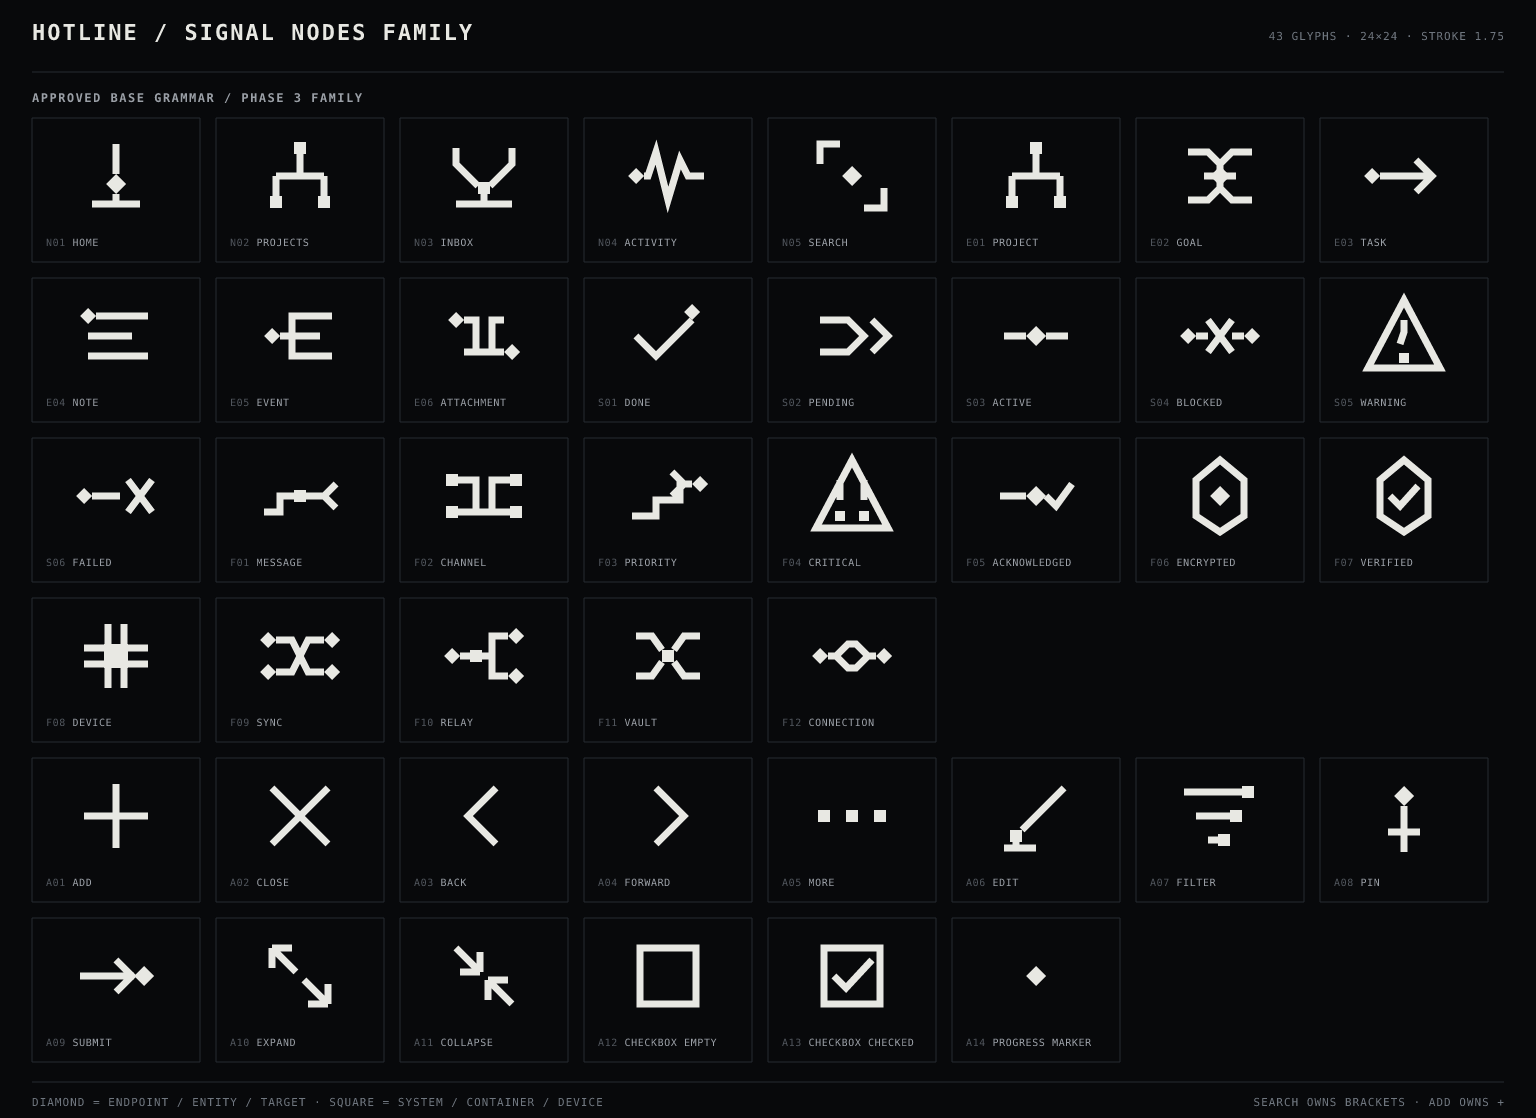 HOTLINE / SIGNAL NODES FAMILY
43 GLYPHS · 24×24 · STROKE 1.75
APPROVED BASE GRAMMAR / PHASE 3 FAMILY
N01 HOME
N02 PROJECTS
N03 INBOX
N04 ACTIVITY
N05 SEARCH
E01 PROJECT
E02 GOAL
E03 TASK
E04 NOTE
E05 EVENT
E06 ATTACHMENT
S01 DONE
S02 PENDING
S03 ACTIVE
S04 BLOCKED
S05 WARNING
S06 FAILED
F01 MESSAGE
F02 CHANNEL
F03 PRIORITY
F04 CRITICAL
F05 ACKNOWLEDGED
F06 ENCRYPTED
F07 VERIFIED
F08 DEVICE
F09 SYNC
F10 RELAY
F11 VAULT
F12 CONNECTION
A01 ADD
A02 CLOSE
A03 BACK
A04 FORWARD
A05 MORE
A06 EDIT
A07 FILTER
A08 PIN
A09 SUBMIT
A10 EXPAND
A11 COLLAPSE
A12 CHECKBOX EMPTY
A13 CHECKBOX CHECKED
A14 PROGRESS MARKER
DIAMOND = ENDPOINT / ENTITY / TARGET · SQUARE = SYSTEM / CONTAINER / DEVICE
SEARCH OWNS BRACKETS · ADD OWNS +